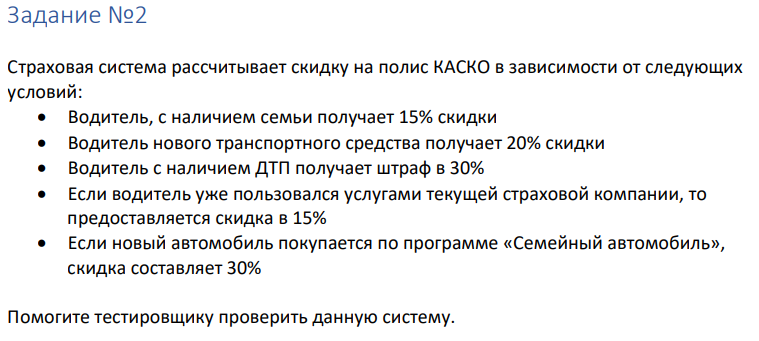 Задание №2
Страховая система рассчитывает скидку на полис КАСКО в зависимости от следующих
условий:
• Водитель, с наличием семьи получает 15% скидки
• Водитель нового транспортного средства получает 20% скидки
• Водитель с наличием ДТП получает штраф в 30%
• Если водитель уже пользовался услугами текущей страховой компании, то
предоставляется скидка в 15%
• Если новый автомобиль покупается по программе «Семейный автомобиль»,
скидка составляет 30%
Помогите тестировщику проверить данную систему.